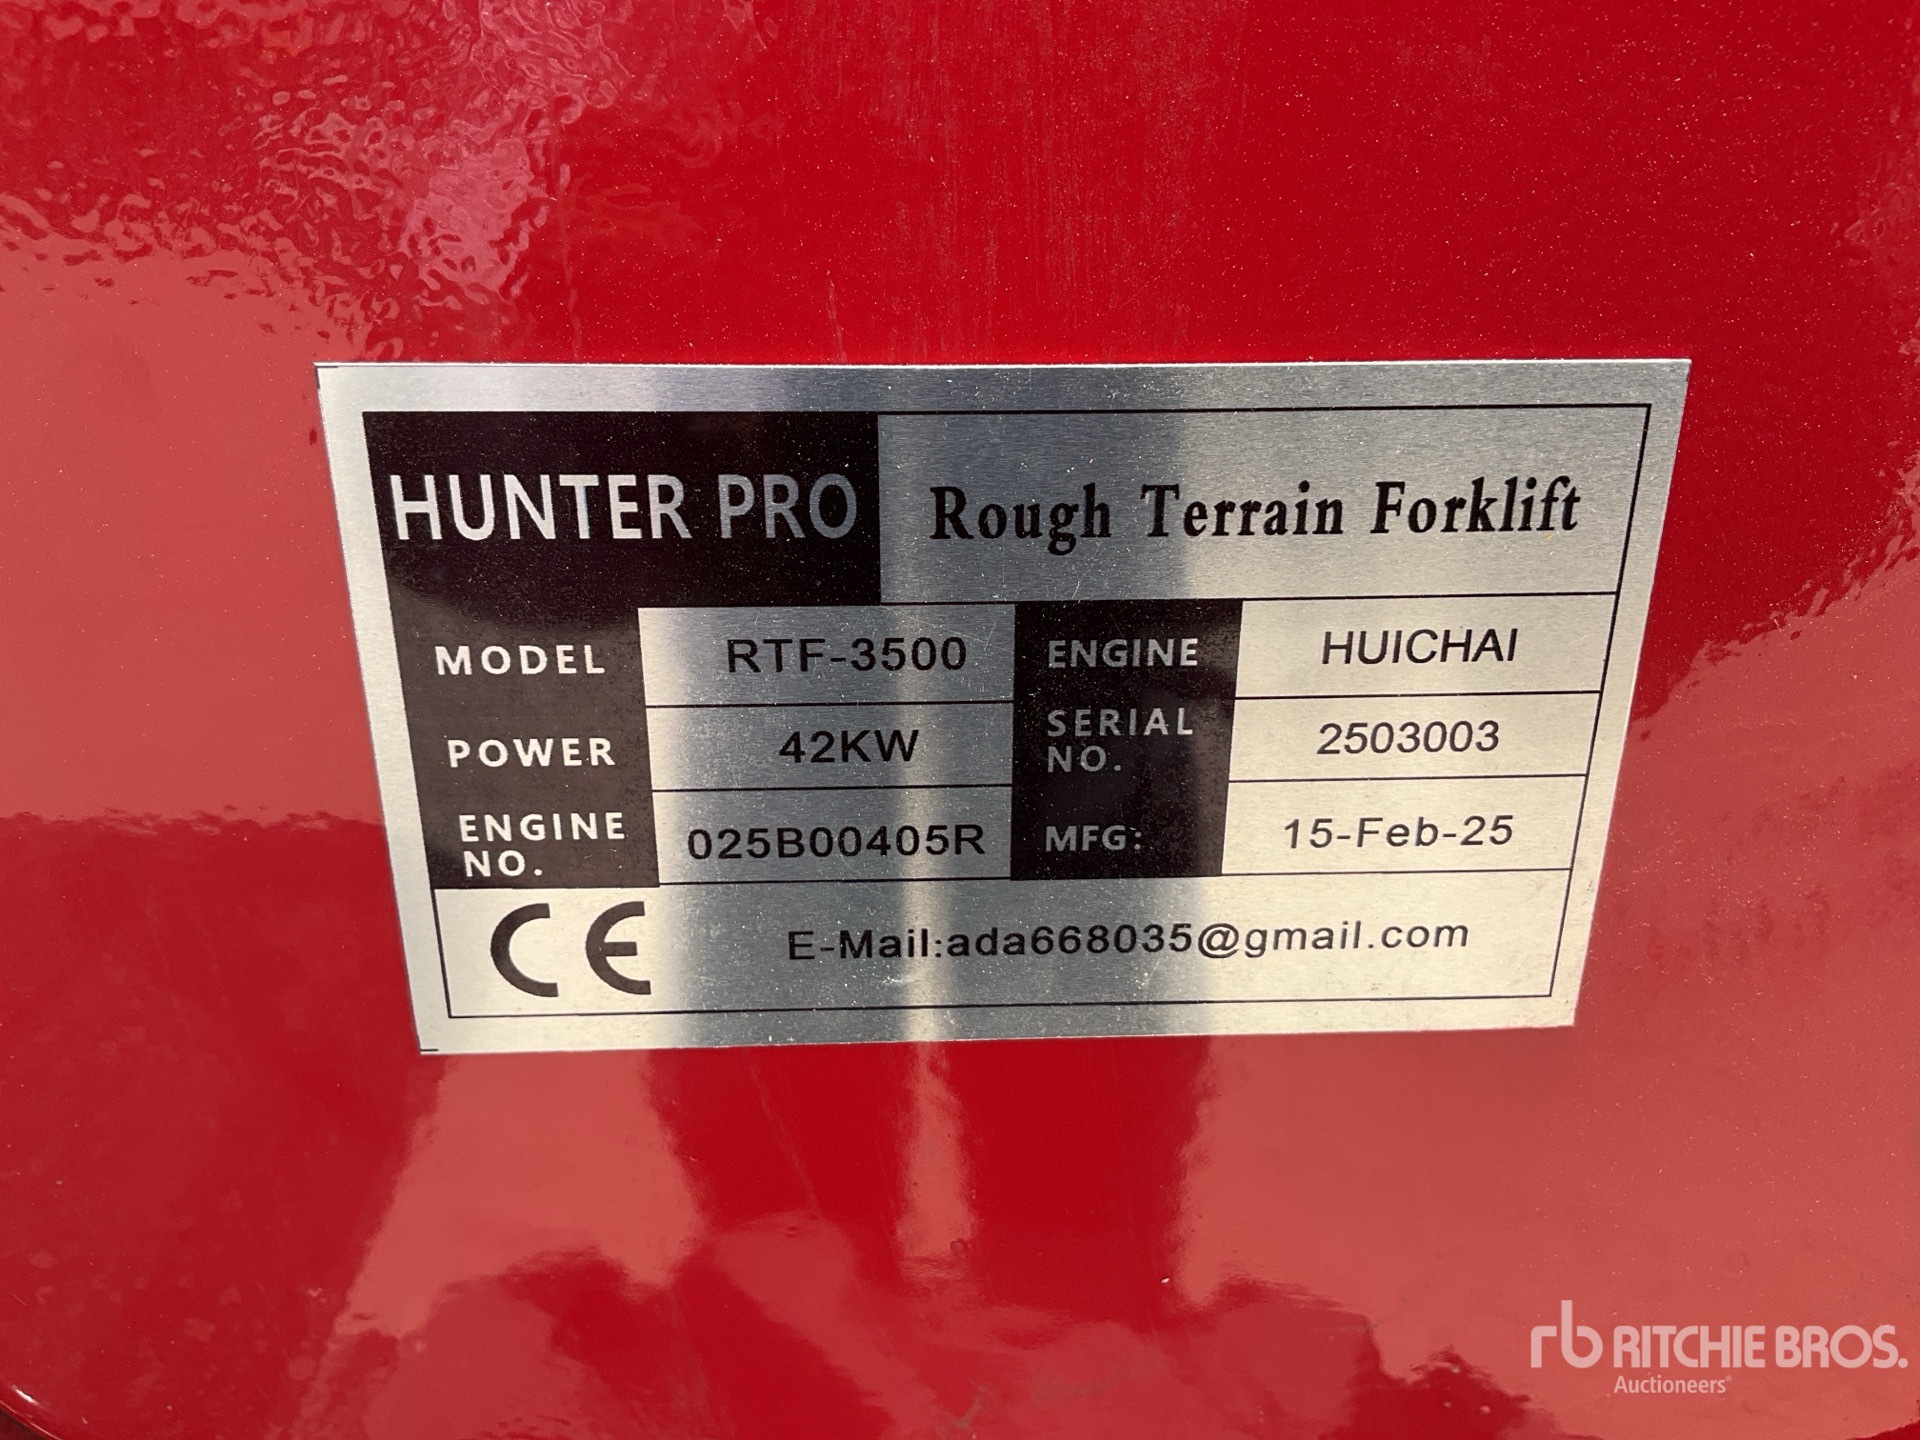 HUNTER PRO Rough Terrain Forklift
MODEL RTF-3500 ENGINE HUICHAI
POWER 42KW SERIAL NO. 2503003
ENGINE NO. 025B00405R MFG: 15-Feb-25
CE E-Mail:ada668035@gmail.com
rb RITCHIE BROS.
Auctioneers